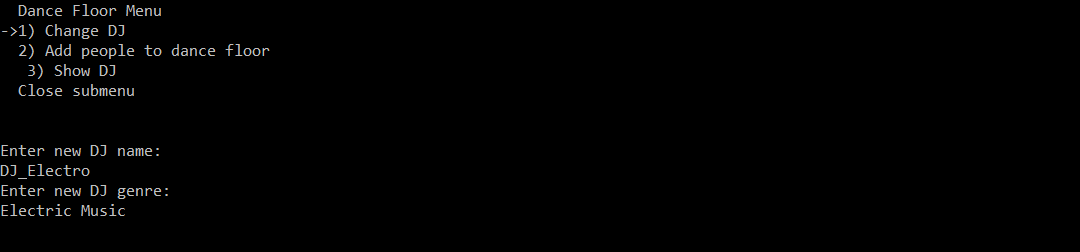 Dance Floor Menu
->1) Change DJ
2) Add people to dance floor
3) Show DJ
Close submenu
Enter new DJ name:
DJ_Electro
Enter new DJ genre:
Electric Music